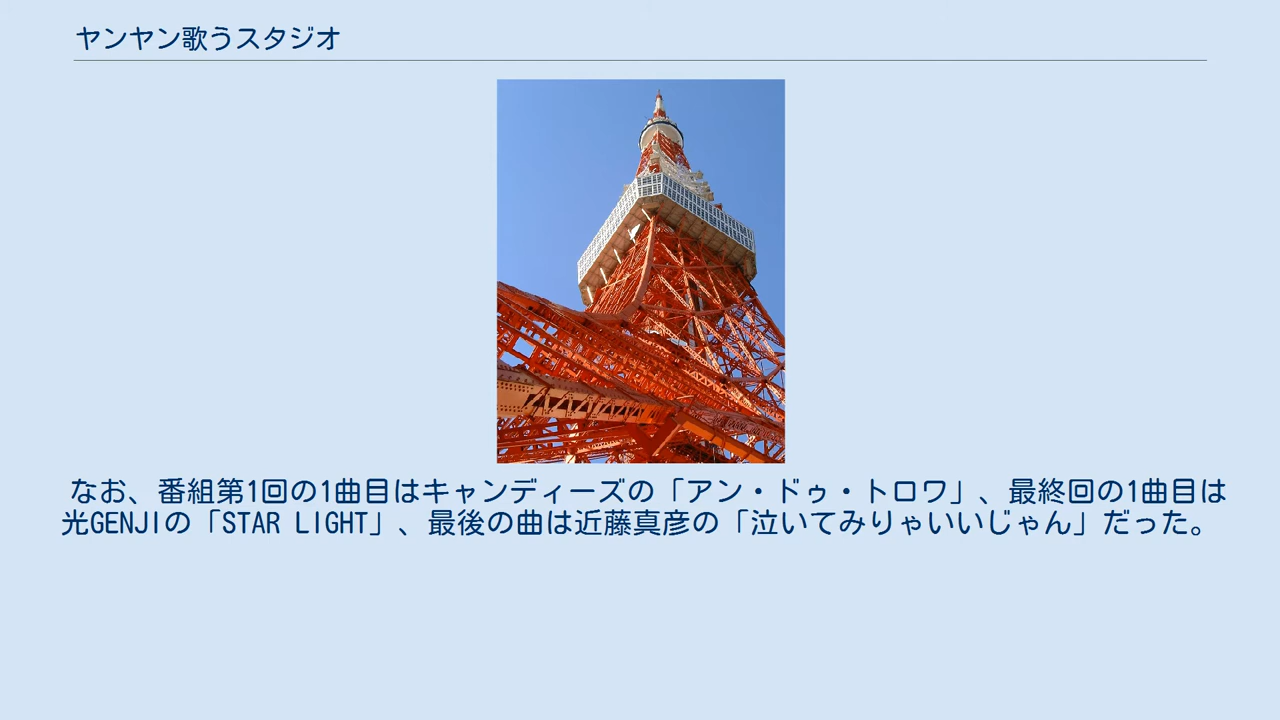 ヤンヤン歌うスタジオ
なお、番組第1回の1曲目はキャンディーズの「アン・ドゥ・トロワ」、最終回の1曲目は
光GENJIの「STAR LIGHT」、最後の曲は近藤真彦の「泣いてみりゃいいじゃん」だった。